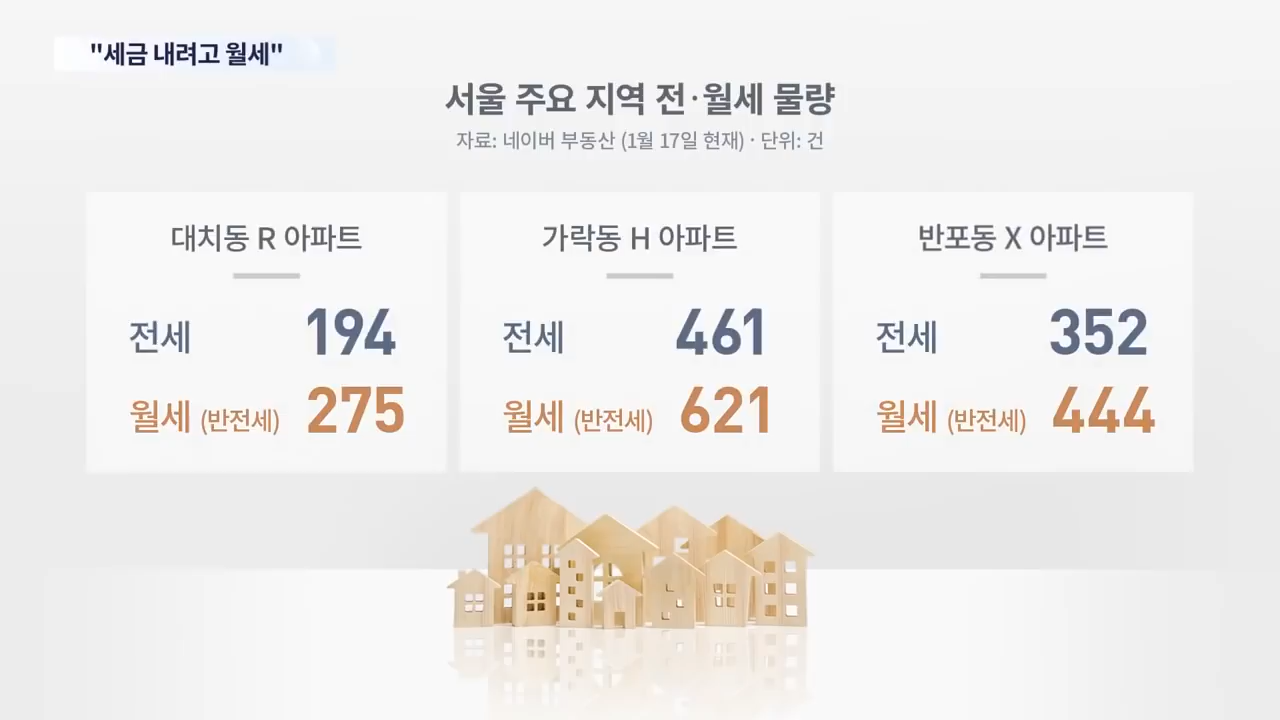 "세금 내려고 월세"
서울 주요 지역 전·월세 물량
자료: 네이버 부동산 (1월 17일 현재) · 단위: 건
대치동 R 아파트
전세 194
월세 (반전세) 275
가락동 H 아파트
전세 461
월세 (반전세) 621
반포동 X 아파트
전세 352
월세 (반전세) 444